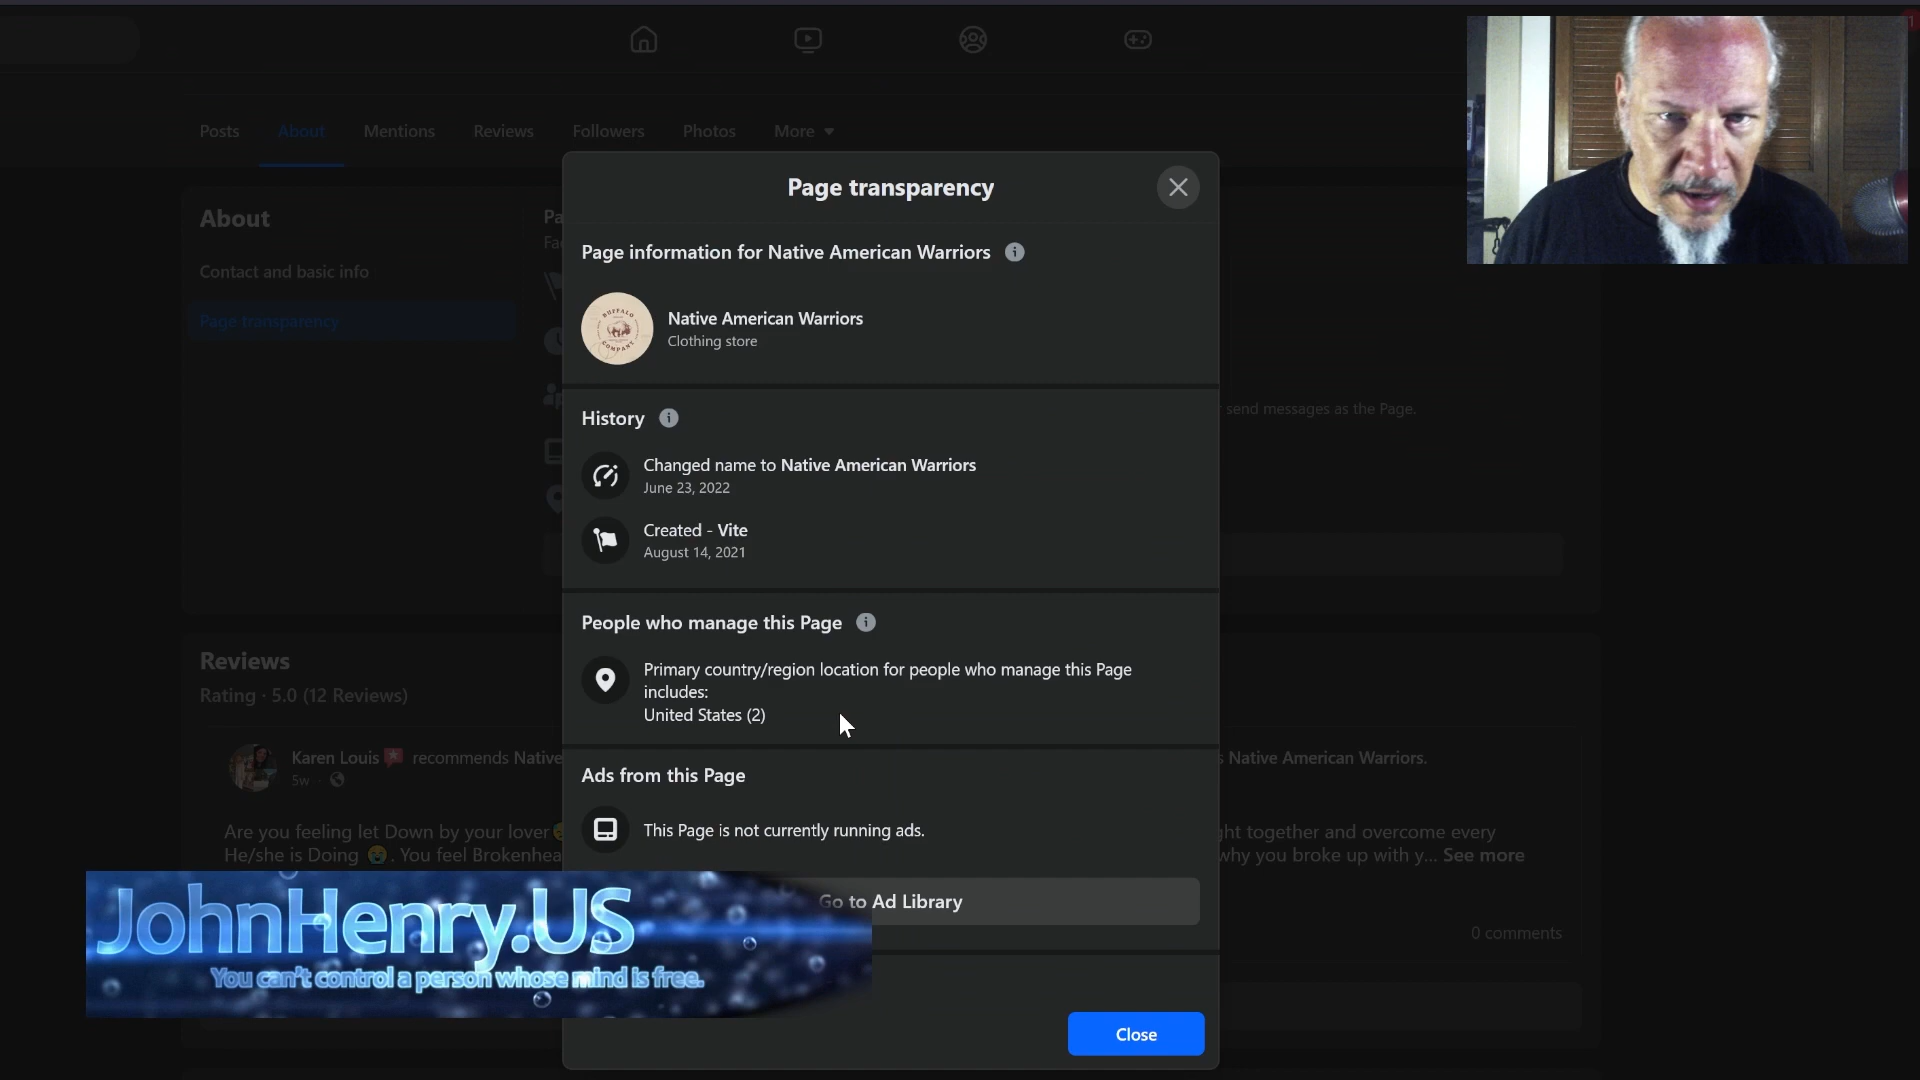 Posts
About
Mentions
Reviews
Followers
Photos
More
Page transparency
About
Contact and basic info
Page transparency
Page information for Native American Warriors
BUFFALO
COMPANY
Native American Warriors
Clothing store
History
Changed name to Native American Warriors
June 23, 2022
Created - Vite
August 14, 2021
send messages as the Page.
People who manage this Page
Primary country/region location for people who manage this Page
includes:
United States (2)
Reviews
Rating · 5.0 (12 Reviews)
Karen Louis recommends Native
5w
Native American Warriors.
Are you feeling let Down by your lover
together and overcome every
He/she is Doing . You feel
why you broke up with y... See more
Ads from this Page
This Page is not currently running ads.
Go to Ad Library
0 comments
JohnHenry.US
You can't control a person whose mind is free.
Close